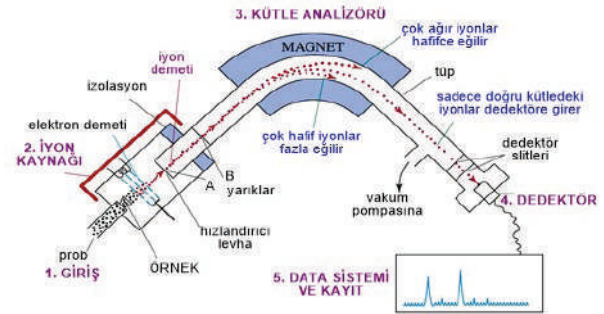 3. KÜTLE ANALİZÖRÜ
MAGNET
çok ağır iyonlar
hafifce eğilir
iyon
demeti
tüp
izolasyon
sadece doğru kütledeki
iyonlar dedektöre girer
elektron demeti
çok hafif iyonlar
fazla eğilir
2. İYON
KAYNAĞI
B
A
yarıklar
dedektör
slitleri
vakum
pompasına
4. DEDEKTÖR
hızlandırıcı
levha
prob
1. GİRİŞ
ÖRNEK
5. DATA SİSTEMİ
VE KAYIT